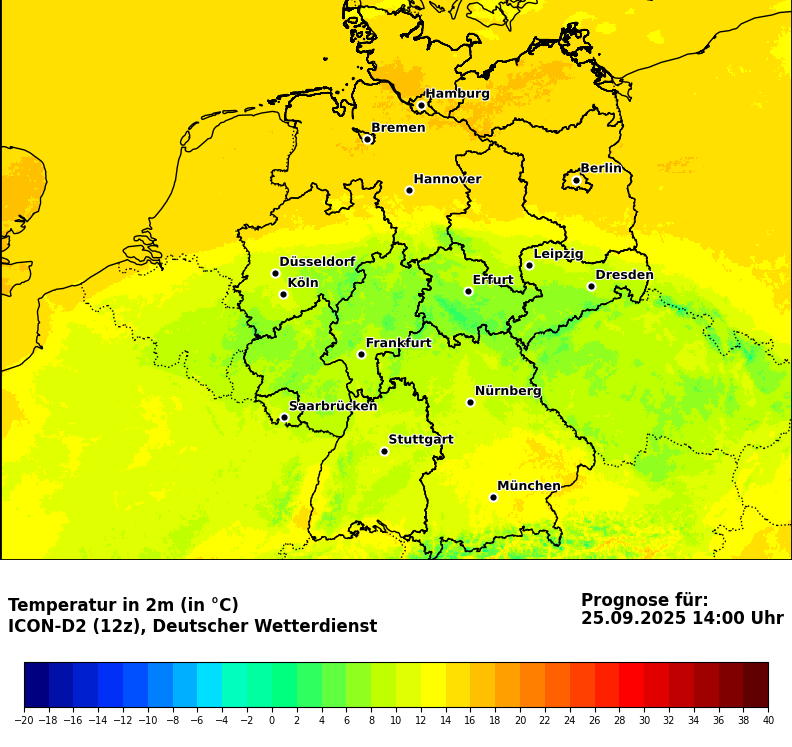 Hamburg
Bremen
Berlin
Hannover
Leipzig
Düsseldorf
Dresden
Erfurt
Köln
Frankfurt
Nürnberg
Saarbrücken
Stuttgart
München
Temperatur in 2m (in °C)
ICON-D2 (12z), Deutscher Wetterdienst
Prognose für:
25.09.2025 14:00 Uhr
−20 −18 −16 −14 −12 −10 −8 −6 −4 −2 0 2 4 6 8 10 12 14 16 18 20 22 24 26 28 30 32 34 36 38 40